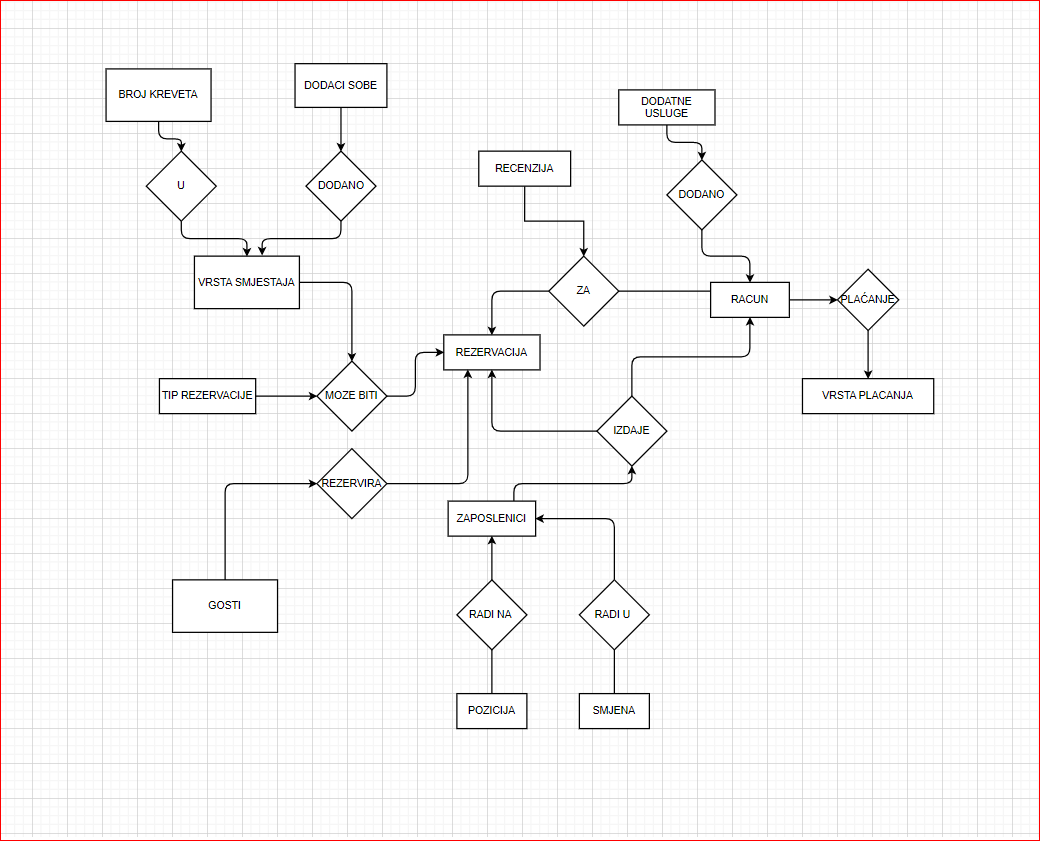 BROJ KREVETA
DODACI SOBE
DODATNE
USLUGE
RECENZIJA
U
DODANO
DODANO
VRSTA SMJESTAJA
ZA
RACUN
PLAĆANJE
REZERVACIJA
TIP REZERVACIJE
MOZE BITI
VRSTA PLACANJA
IZDAJE
REZERVIRA
ZAPOSLENICI
GOSTI
RADI NA
RADI U
POZICIJA
SMJENA